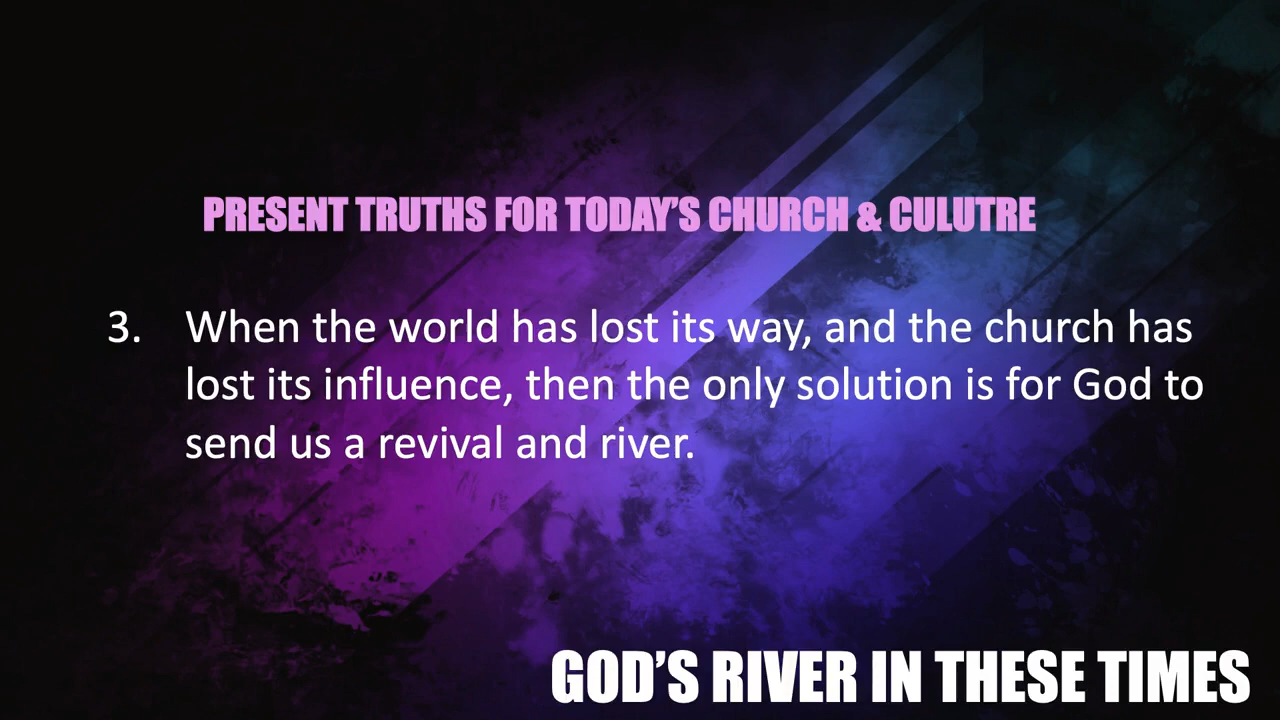 PRESENT TRUTHS FOR TODAY’S CHURCH & CULUTRE
3. When the world has lost its way, and the church has
lost its influence, then the only solution is for God to
send us a revival and river.
GOD’S RIVER IN THESE TIMES